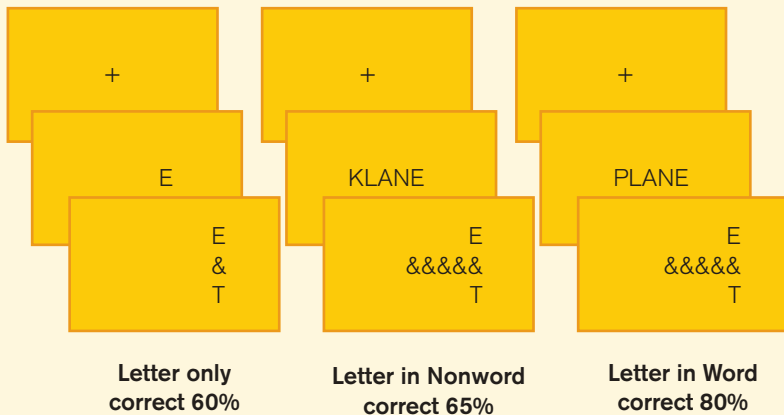 +
E
E
&
T
Letter only
correct 60%
+
KLANE
E
&&&&&
T
Letter in Nonword
correct 65%
+
PLANE
E
&&&&&
T
Letter in Word
correct 80%